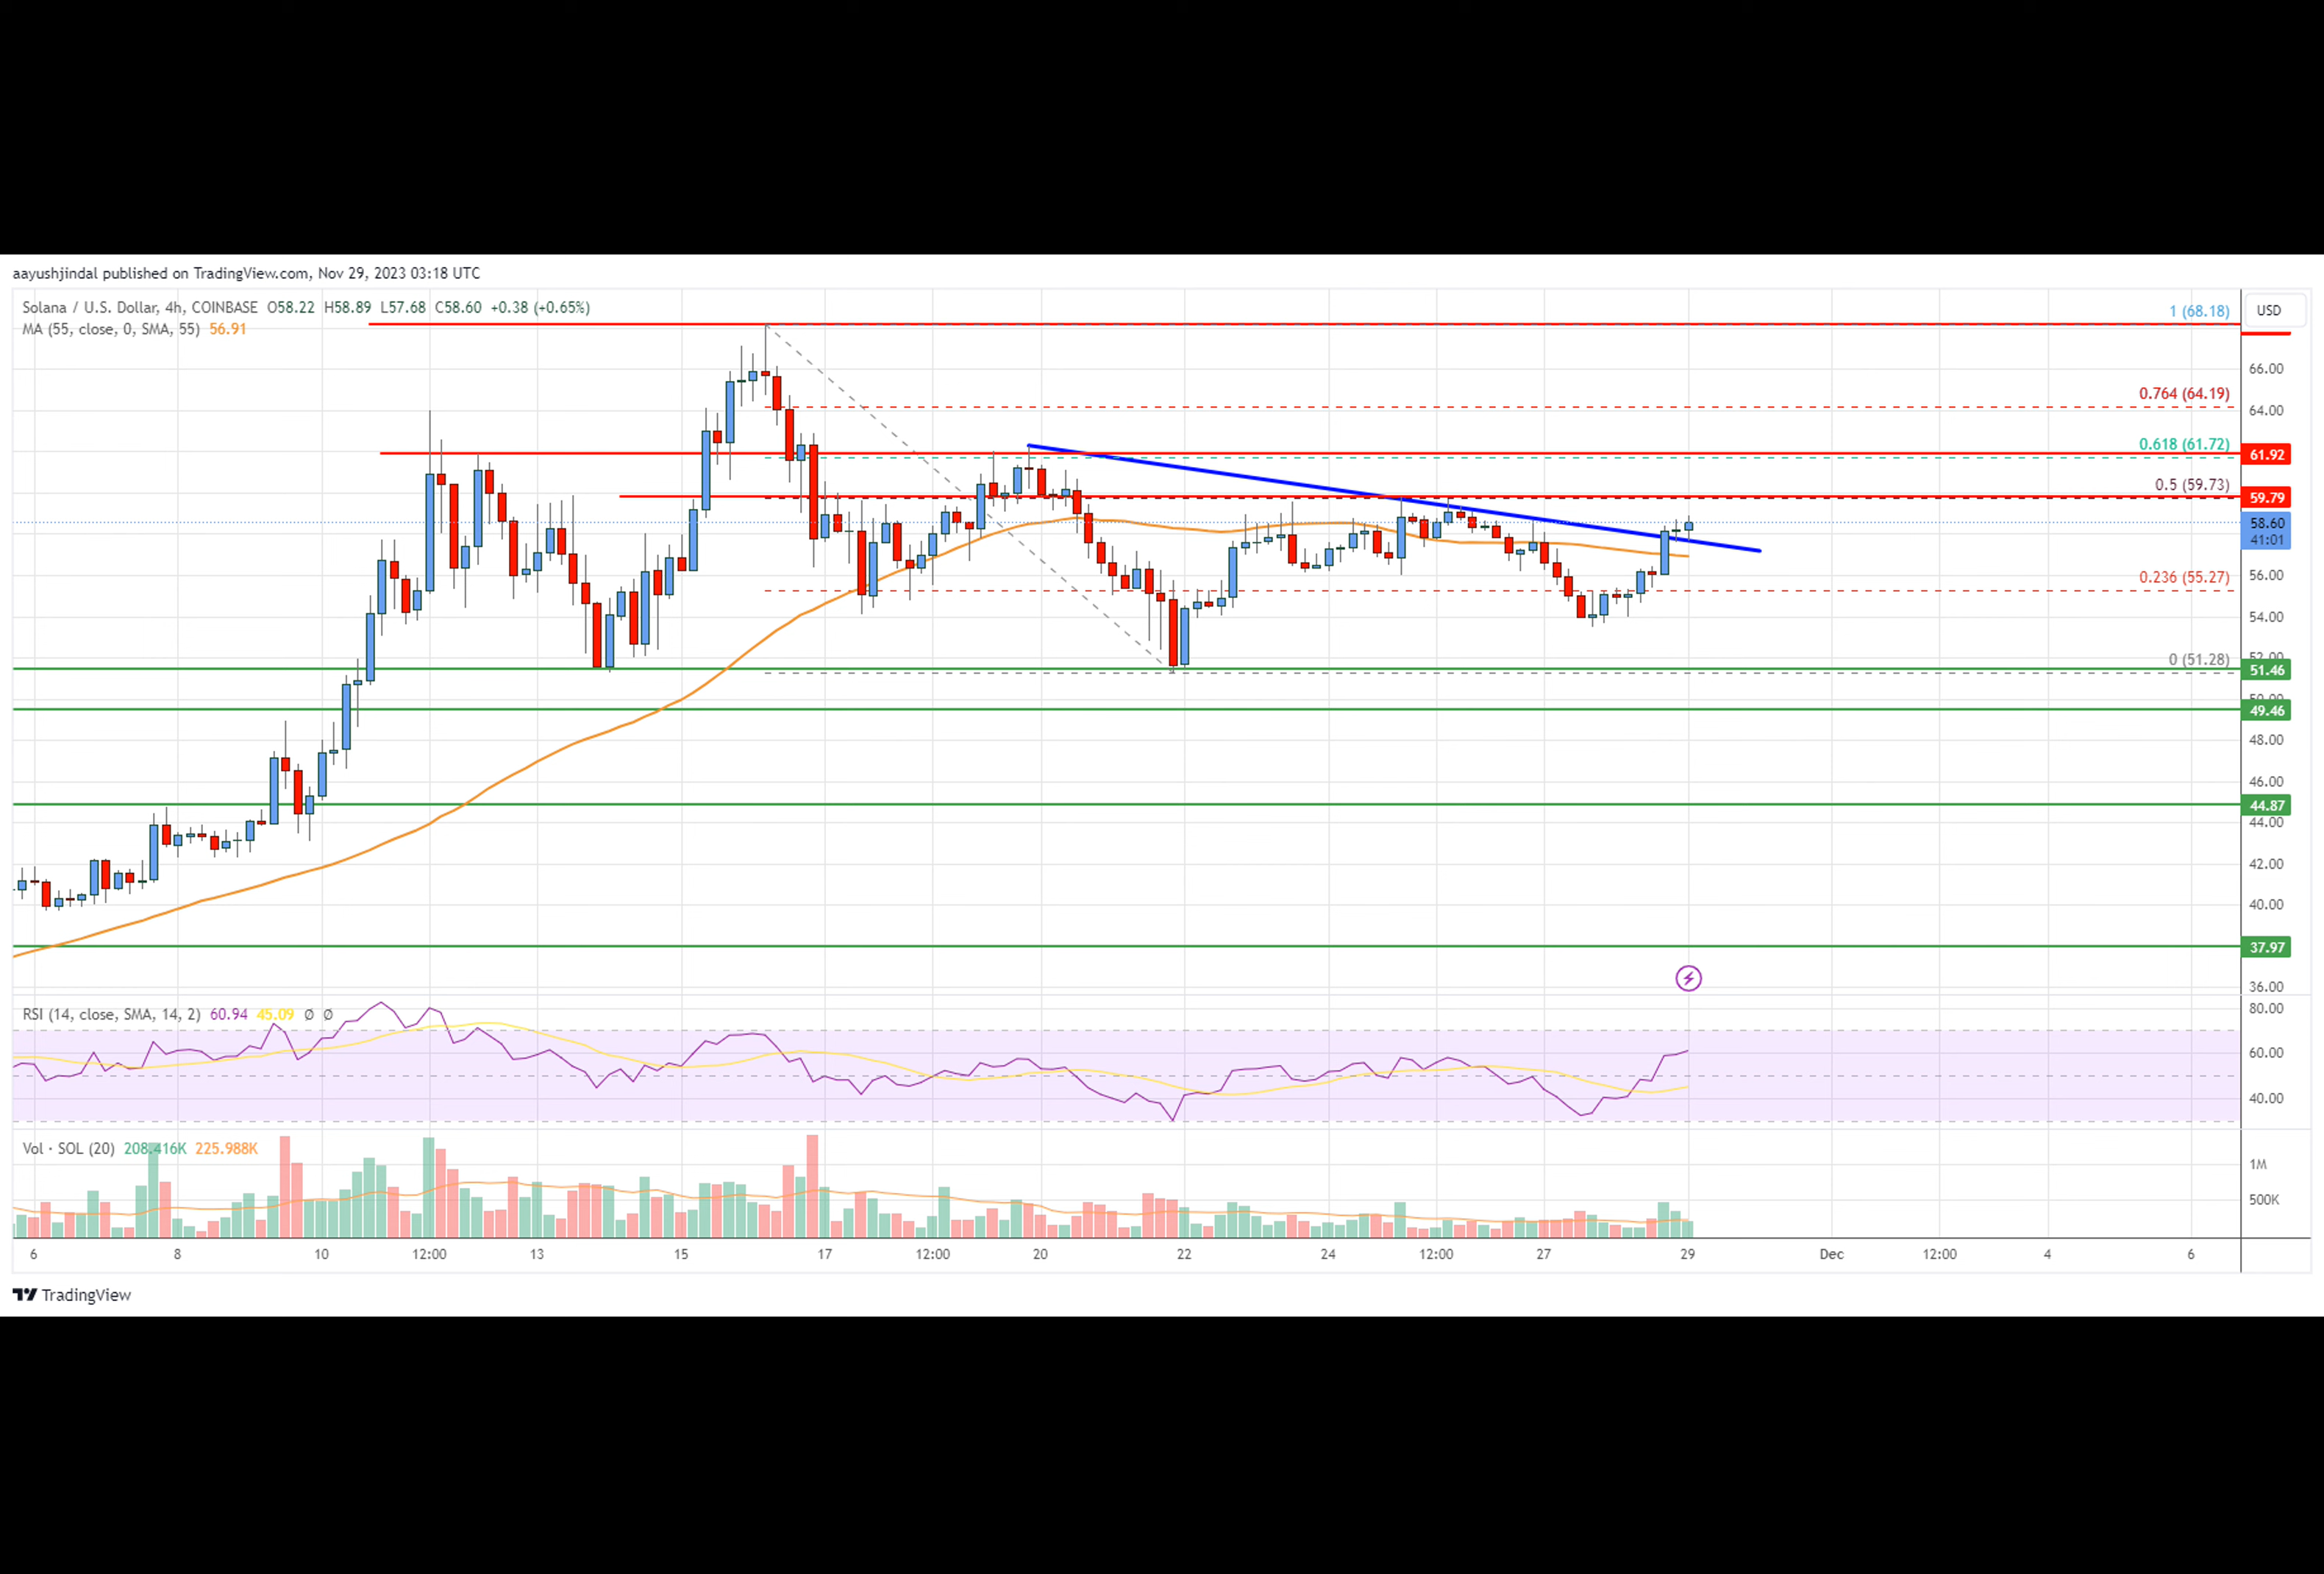 aayushjindal published on TradingView.com, Nov 29, 2023 03:18 UTC
Solana / U.S. Dollar, 4h, COINBASE O58.22 H58.89 L57.68 C58.60 +0.38 (+0.65%)
MA (55, close, 0, SMA, 55) 56.91
USD
1 (68.18)
66.00
0.764 (64.19)
64.00
0.618 (61.72)
61.92
0.5 (59.73)
59.79
58.60
41:01
0.236 (55.27)
56.00
54.00
52.00
0 (51.28)
51.46
50.00
49.46
48.00
46.00
44.87
44.00
42.00
40.00
37.97
36.00
RSI (14, close, SMA, 14, 2) 60.94 45.09 Ø Ø
80.00
60.00
40.00
Vol · SOL (20) 208.416K 225.988K
1M
500K
6 8 10 12:00 13 15 17 12:00 20 22 24 12:00 27 29 Dec 12:00 4 6
TradingView